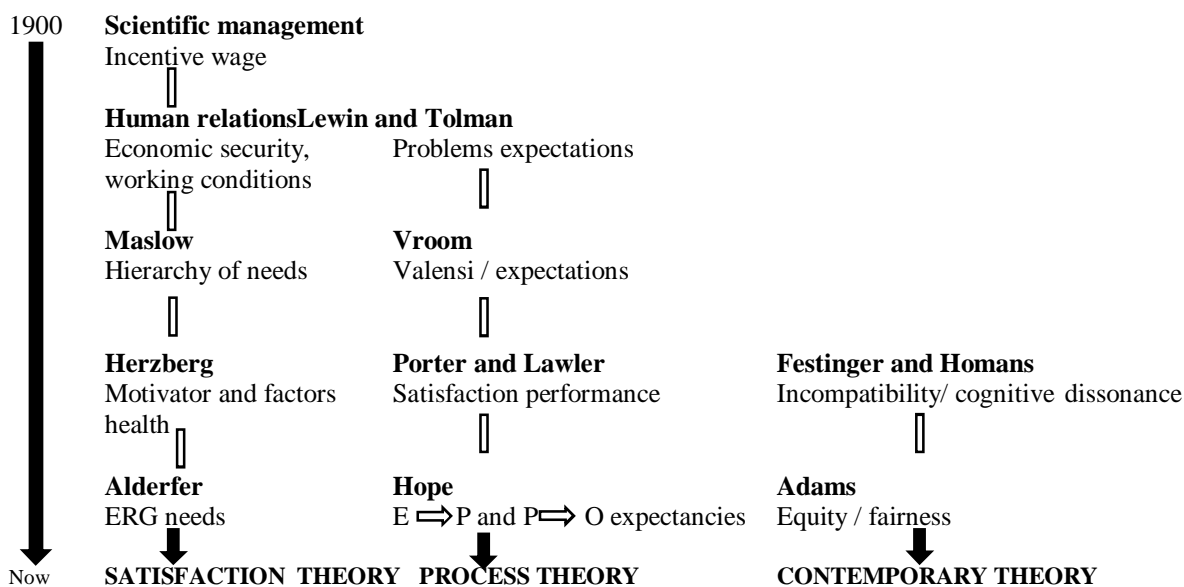 1900 Scientific management
Incentive wage
Human relationsLewin and Tolman
Economic security, Problems expectations
working conditions
Maslow Vroom
Hierarchy of needs Valensi / expectations
Herzberg Porter and Lawler Festinger and Homans
Motivator and factors Satisfaction performance Incompatibility/ cognitive dissonance
health
Alderfer Hope Adams
ERG needs E ⇨ P and P ⇨ O expectancies Equity / fairness
Now SATISFACTION THEORY PROCESS THEORY CONTEMPORARY THEORY